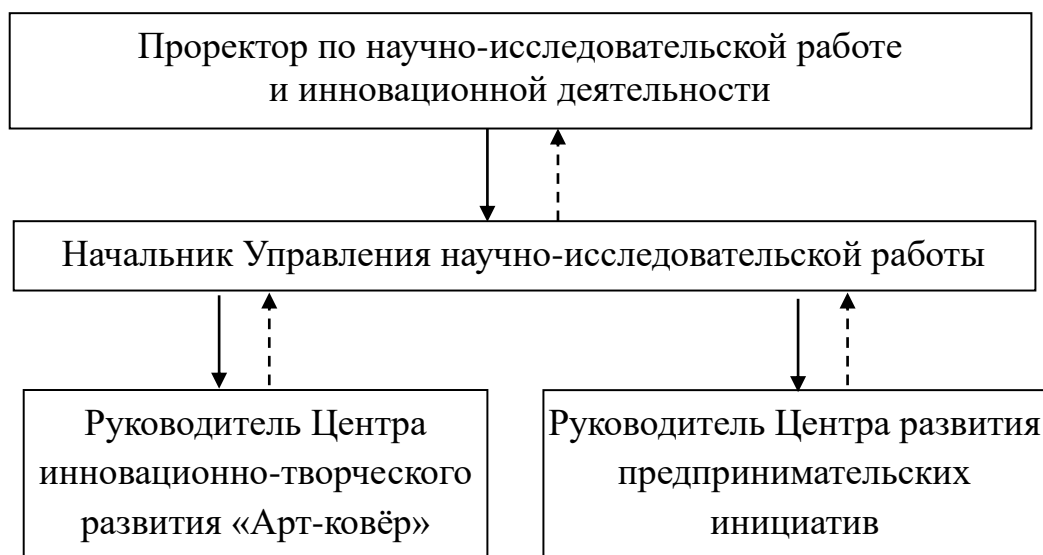 Проректор по научно-исследовательской работе
и инновационной деятельности
Начальник Управления научно-исследовательской работы
Руководитель Центра
инновационно-творческого
развития «Арт-ковёр»
Руководитель Центра развития
предпринимательских
инициатив